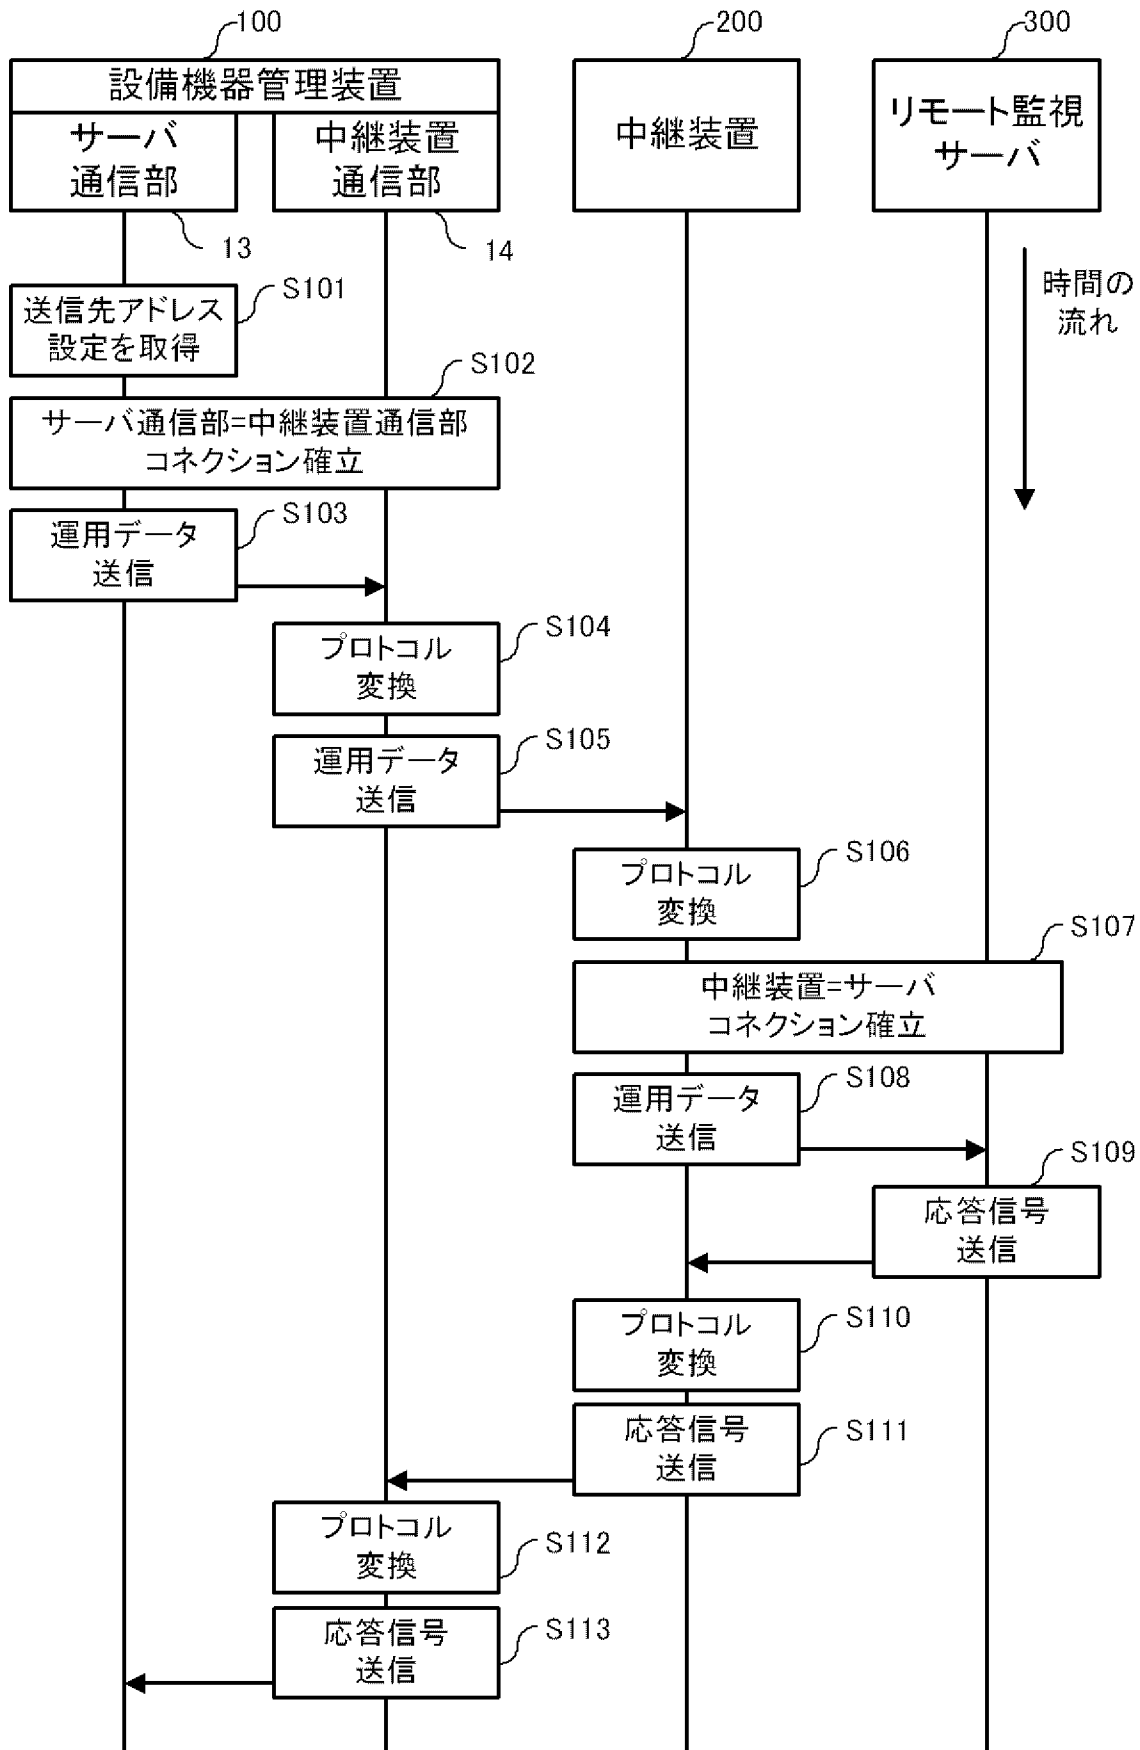 100
200
300
設備機器管理装置
サーバ
通信部
中継装置
通信部
中継装置
リモート監視
サーバ
13
14
時間の
流れ
S101
送信先アドレス
設定を取得
S102
サーバ通信部=中継装置通信部
コネクション確立
S103
運用データ
送信
S104
プロトコル
変換
S105
運用データ
送信
S106
プロトコル
変換
S107
中継装置=サーバ
コネクション確立
S108
運用データ
送信
S109
応答信号
送信
S110
プロトコル
変換
S111
応答信号
送信
S112
プロトコル
変換
S113
応答信号
送信